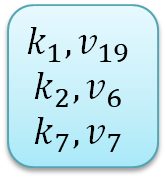 k₁, v₁₉
k₂, v₆
k₇, v₇